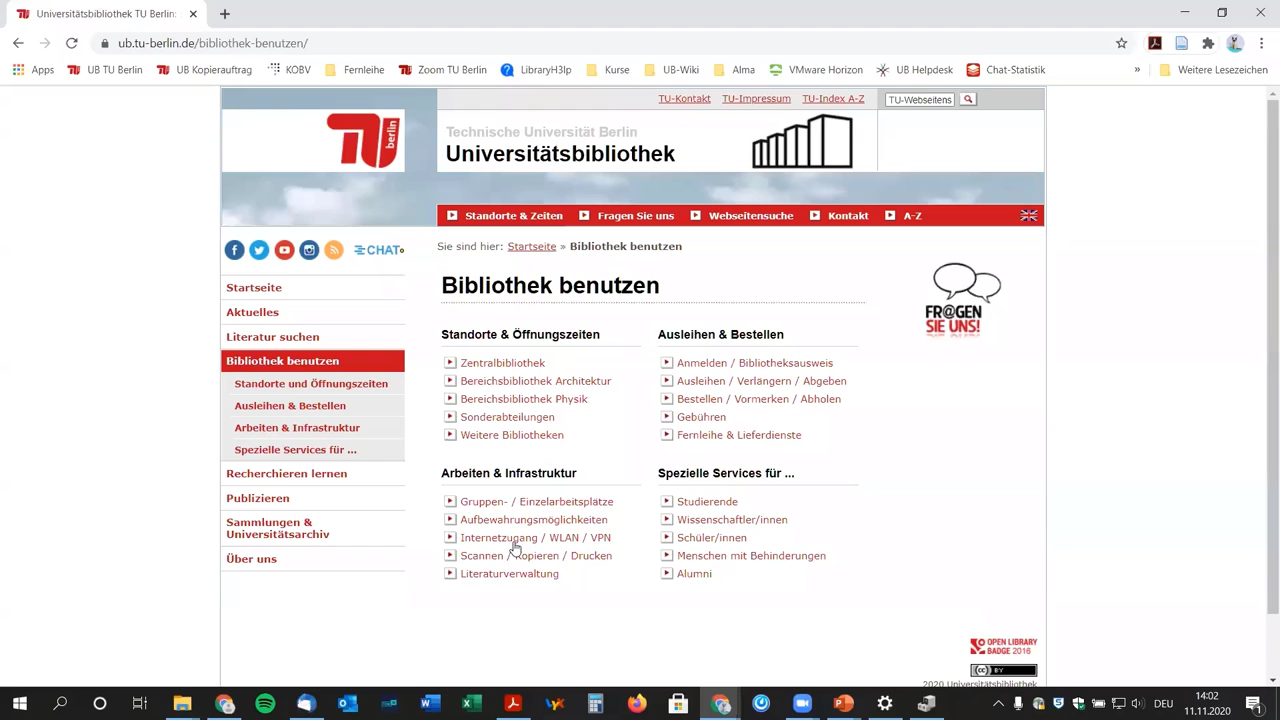 Universitätsbibliothek TU Berlin:
ub.tu-berlin.de/bibliothek-benutzen/
Apps UB TU Berlin UB Kopierauftrag KOBV Fernleihe Zoom TU Berlin LibraryH3lp Kurse UB-Wiki Alma VMware Horizon UB Helpdesk Chat-Statistik » Weitere Lesezeichen
TU-Kontakt TU-Impressum TU-Index A-Z TU-Webseitens
berlin
Technische Universität Berlin
Universitätsbibliothek
Standorte & Zeiten Fragen Sie uns Webseitensuche Kontakt A-Z
CHAT
Sie sind hier: Startseite » Bibliothek benutzen
Startseite
Aktuelles
Literatur suchen
Bibliothek benutzen
Standorte und Öffnungszeiten
Ausleihen & Bestellen
Arbeiten & Infrastruktur
Spezielle Services für ...
Recherchieren lernen
Publizieren
Sammlungen &
Universitätsarchiv
Über uns
Bibliothek benutzen
Standorte & Öffnungszeiten
Zentralbibliothek
Bereichsbibliothek Architektur
Bereichsbibliothek Physik
Sonderabteilungen
Weitere Bibliotheken
Ausleihen & Bestellen
Anmelden / Bibliotheksausweis
Ausleihen / Verlängern / Abgeben
Bestellen / Vormerken / Abholen
Gebühren
Fernleihe & Lieferdienste
Arbeiten & Infrastruktur
Gruppen- / Einzelarbeitsplätze
Aufbewahrungsmöglichkeiten
Internetzugang / WLAN / VPN
Scannen / Kopieren / Drucken
Literaturverwaltung
Spezielle Services für ...
Studierende
Wissenschaftler/innen
Schüler/innen
Menschen mit Behinderungen
Alumni
FR@GEN
SIE UNS!
OPEN LIBRARY
BADGE 2016
CC BY
2020 Universitätsbibliothek
DEU
14:02
11.11.2020